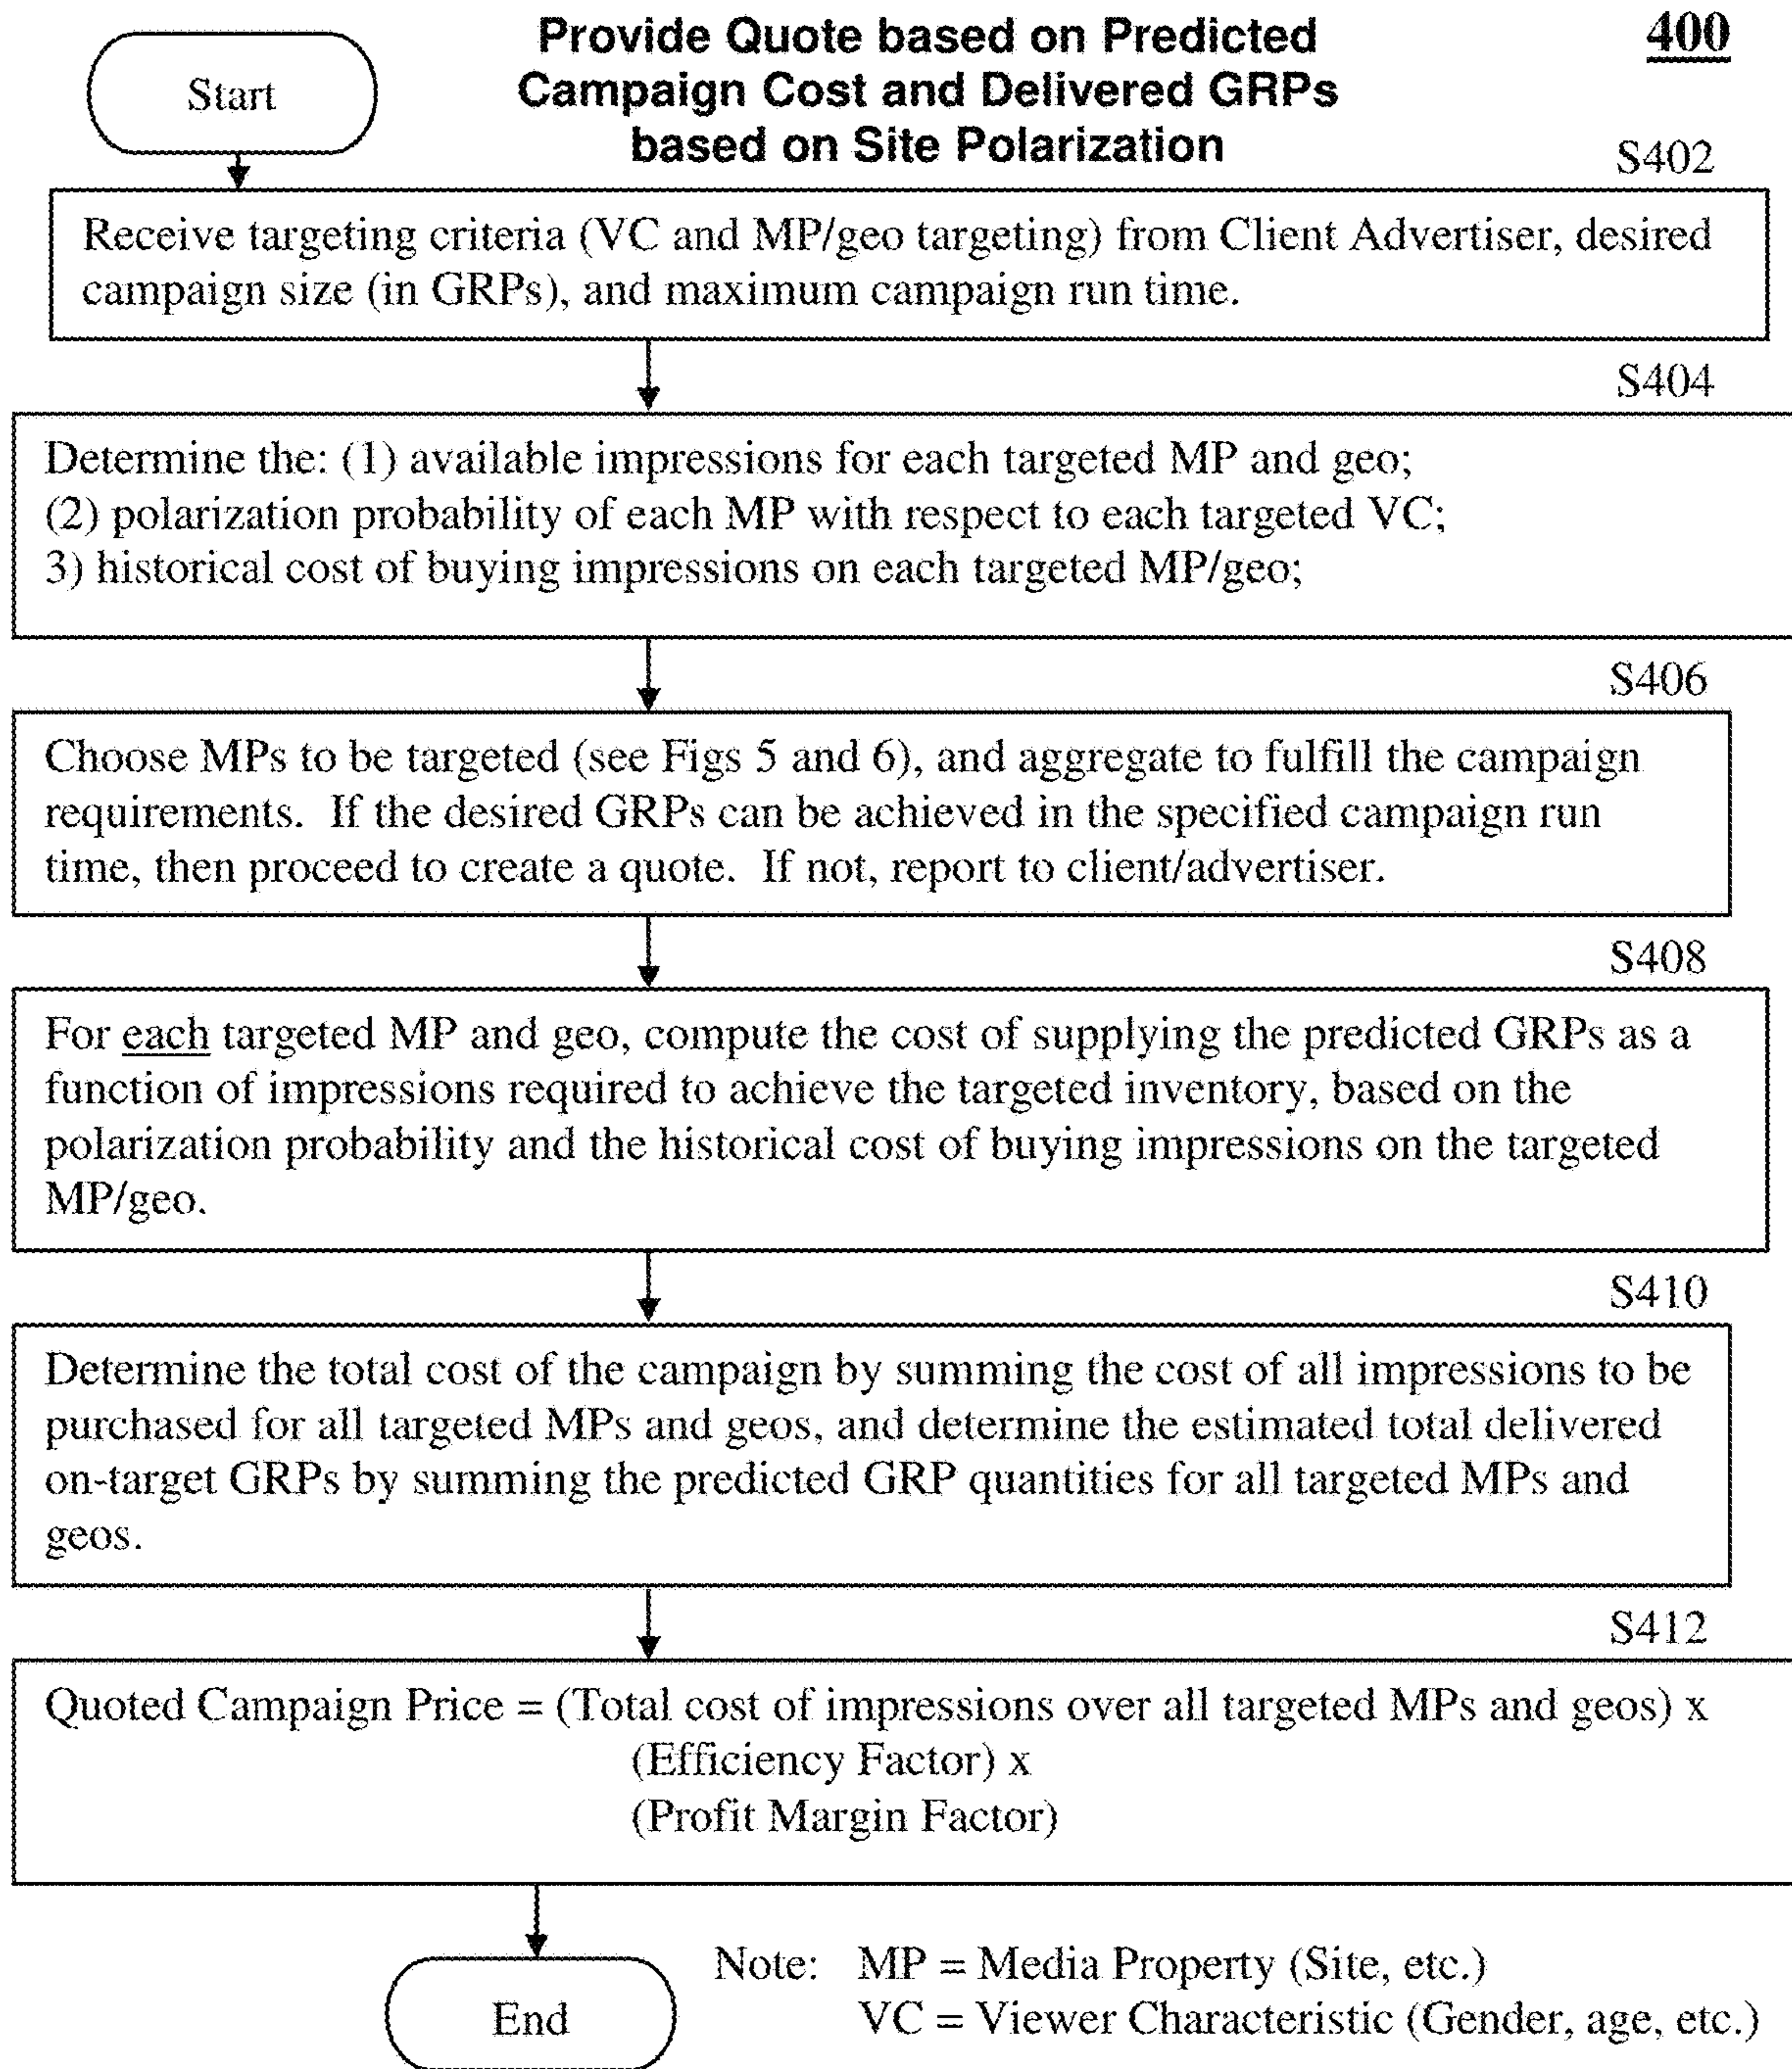 Start
Provide Quote based on Predicted
Campaign Cost and Delivered GRPs
based on Site Polarization
400
S402
Receive targeting criteria (VC and MP/geo targeting) from Client Advertiser, desired
campaign size (in GRPs), and maximum campaign run time.
S404
Determine the: (1) available impressions for each targeted MP and geo;
(2) polarization probability of each MP with respect to each targeted VC;
3) historical cost of buying impressions on each targeted MP/geo;
S406
Choose MPs to be targeted (see Figs 5 and 6), and aggregate to fulfill the campaign
requirements. If the desired GRPs can be achieved in the specified campaign run
time, then proceed to create a quote. If not, report to client/advertiser.
S408
For each targeted MP and geo, compute the cost of supplying the predicted GRPs as a
function of impressions required to achieve the targeted inventory, based on the
polarization probability and the historical cost of buying impressions on the targeted
MP/geo.
S410
Determine the total cost of the campaign by summing the cost of all impressions to be
purchased for all targeted MPs and geos, and determine the estimated total delivered
on-target GRPs by summing the predicted GRP quantities for all targeted MPs and
geos.
S412
Quoted Campaign Price = (Total cost of impressions over all targeted MPs and geos) x
(Efficiency Factor) x
(Profit Margin Factor)
End
Note: MP = Media Property (Site, etc.)
VC = Viewer Characteristic (Gender, age, etc.)